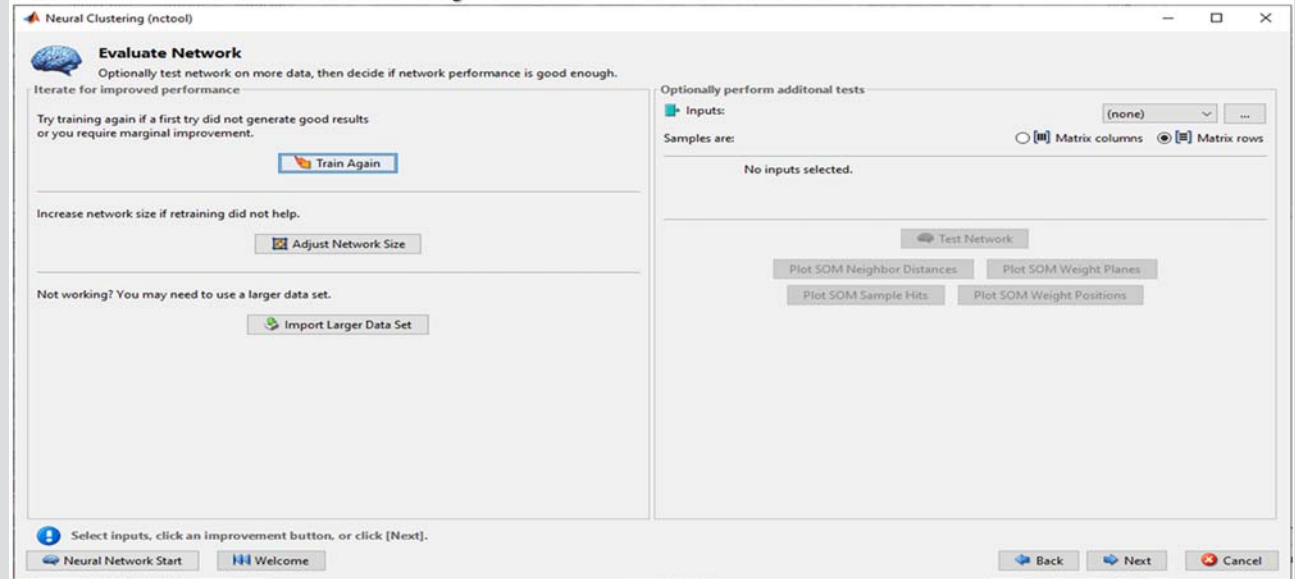 Neural Clustering (nctool)
Evaluate Network
Optionally test network on more data, then decide if network performance is good enough.
Iterate for improved performance
Try training again if a first try did not generate good results
or you require marginal improvement.
Train Again
Increase network size if retraining did not help.
Adjust Network Size
Not working? You may need to use a larger data set.
Import Larger Data Set
Optionally perform additonal tests
Inputs: (none) ...
Samples are: Matrix columns Matrix rows
No inputs selected.
Test Network
Plot SOM Neighbor Distances Plot SOM Weight Planes
Plot SOM Sample Hits Plot SOM Weight Positions
Select inputs, click an improvement button, or click [Next].
Neural Network Start Welcome Back Next Cancel